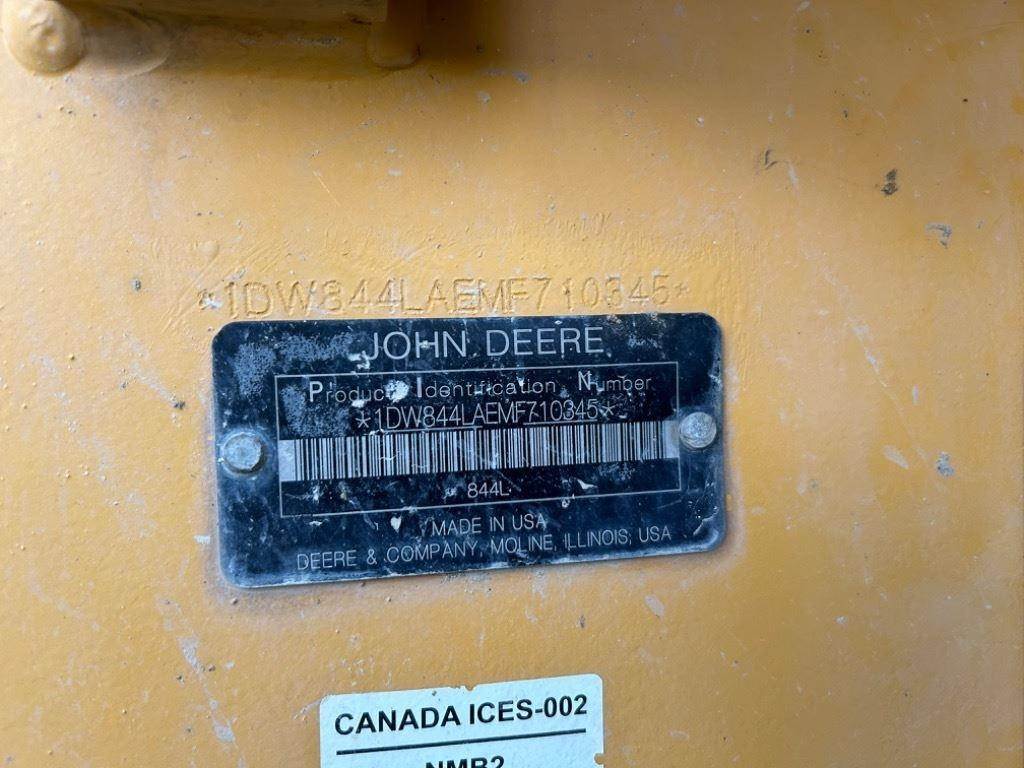 *1DW844LAEMF710345*
JOHN DEERE
Product Identification Number
*1DW844LAEMF710345*
844L
MADE IN USA
DEERE & COMPANY, MOLINE, ILLINOIS, USA
CANADA ICES-002
NMB2